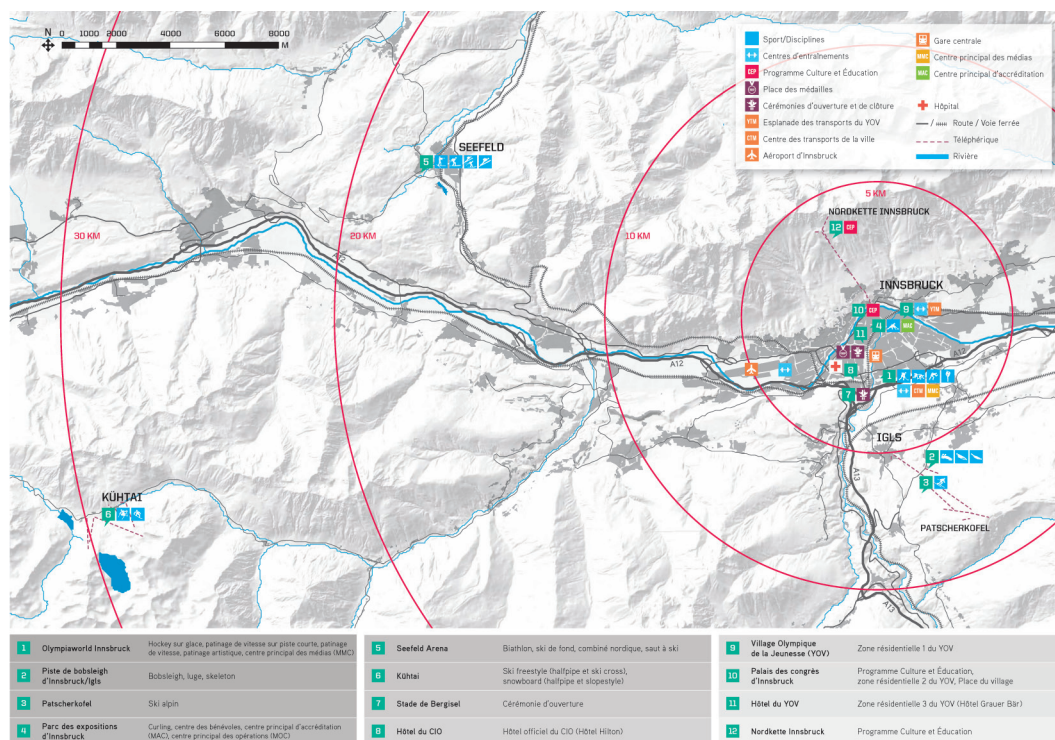 N 0 1000 2000 4000 6000 8000
M
Sport/Disciplines
Centres d'entraînements
CEP Programme Culture et Éducation
Place des médailles
Cérémonies d'ouverture et de clôture
YTM Esplanade des transports du YOV
CTM Centre des transports de la ville
Aéroport d'Innsbruck
Gare centrale
MMC Centre principal des médias
MAC Centre principal d'accréditation
Hôpital
/ Route / Voie ferrée
Téléphérique
Rivière
SEEFELD
5
5 KM
NORDKETTE INNSBRUCK
12 CEP
30 KM
20 KM
10 KM
A12
INNSBRUCK
10 CEP
9 YTM
4 MAC
11
A12
A12
8
1
7
CTM MMC
IGLS
2
3
A13
PATSCHERKOFEL
KÜHTAI
6
A13
1 Olympiaworld Innsbruck
Hockey sur glace, patinage de vitesse sur piste courte, patinage
de vitesse, patinage artistique, centre principal des médias (MMC)
2 Piste de bobsleigh
d'Innsbruck/Igls
Bobsleigh, luge, skeleton
3 Patscherkofel
Ski alpin
4 Parc des expositions
d'Innsbruck
Curling, centre des bénévoles, centre principal d'accréditation
(MAC), centre principal des opérations (MOC)
5 Seefeld Arena
Biathlon, ski de fond, combiné nordique, saut à ski
6 Kühtai
Ski freestyle (halfpipe et ski cross),
snowboard (halfpipe et slopestyle)
7 Stade de Bergisel
Cérémonie d'ouverture
8 Hôtel du CIO
Hôtel officiel du CIO (Hôtel Hilton)
9 Village Olympique
de la Jeunesse (YOV)
Zone résidentielle 1 du YOV
10 Palais des congrès
d'Innsbruck
Programme Culture et Éducation,
zone résidentielle 2 du YOV, Place du village
11 Hôtel du YOV
Zone résidentielle 3 du YOV (Hôtel Grauer Bär)
12 Nordkette Innsbruck
Programme Culture et Éducation